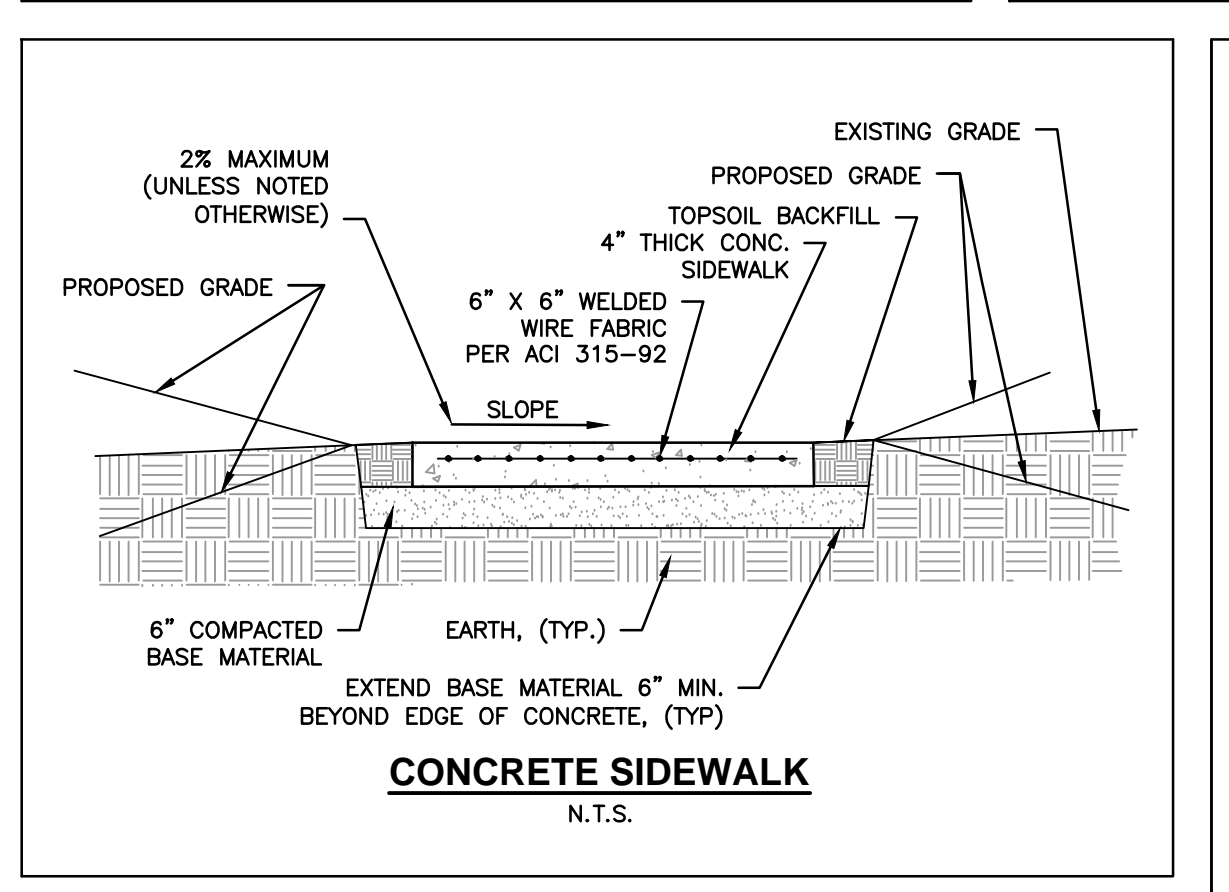 EXISTING GRADE
2% MAXIMUM
(UNLESS NOTED
OTHERWISE)
PROPOSED GRADE
TOPSOIL BACKFILL
4” THICK CONC.
SIDEWALK
PROPOSED GRADE
6” X 6” WELDED
WIRE FABRIC
PER ACI 315–92
SLOPE
6” COMPACTED
BASE MATERIAL
EARTH, (TYP.)
EXTEND BASE MATERIAL 6” MIN.
BEYOND EDGE OF CONCRETE, (TYP)
CONCRETE SIDEWALK
N.T.S.